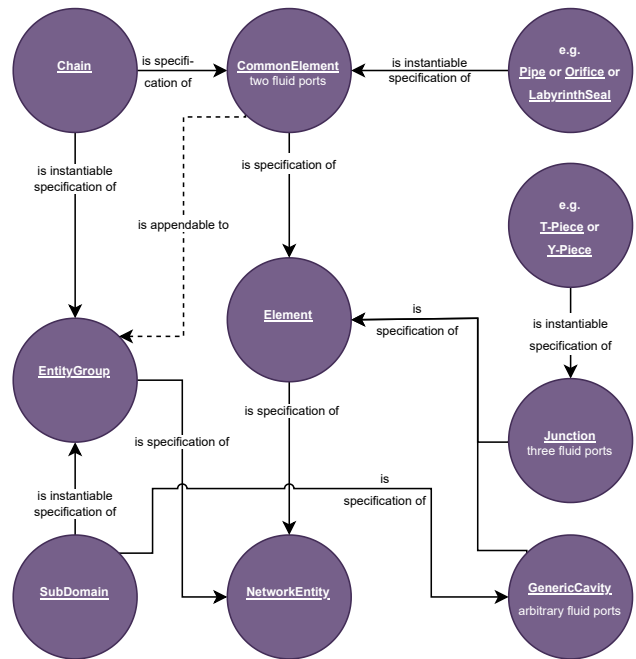 Chain
is specifi-
cation of
CommonElement
two fluid ports
is instantiable
specification of
e.g.
Pipe or Orifice or
LabyrinthSeal
is instantiable
specification of
is specification of
is appendable to
e.g.
T-Piece or
Y-Piece
Element
is
specification of
is instantiable
specification of
EntityGroup
is specification of
is specification of
Junction
three fluid ports
is instantiable
specification of
is
specification of
SubDomain
NetworkEntity
GenericCavity
arbitrary fluid ports